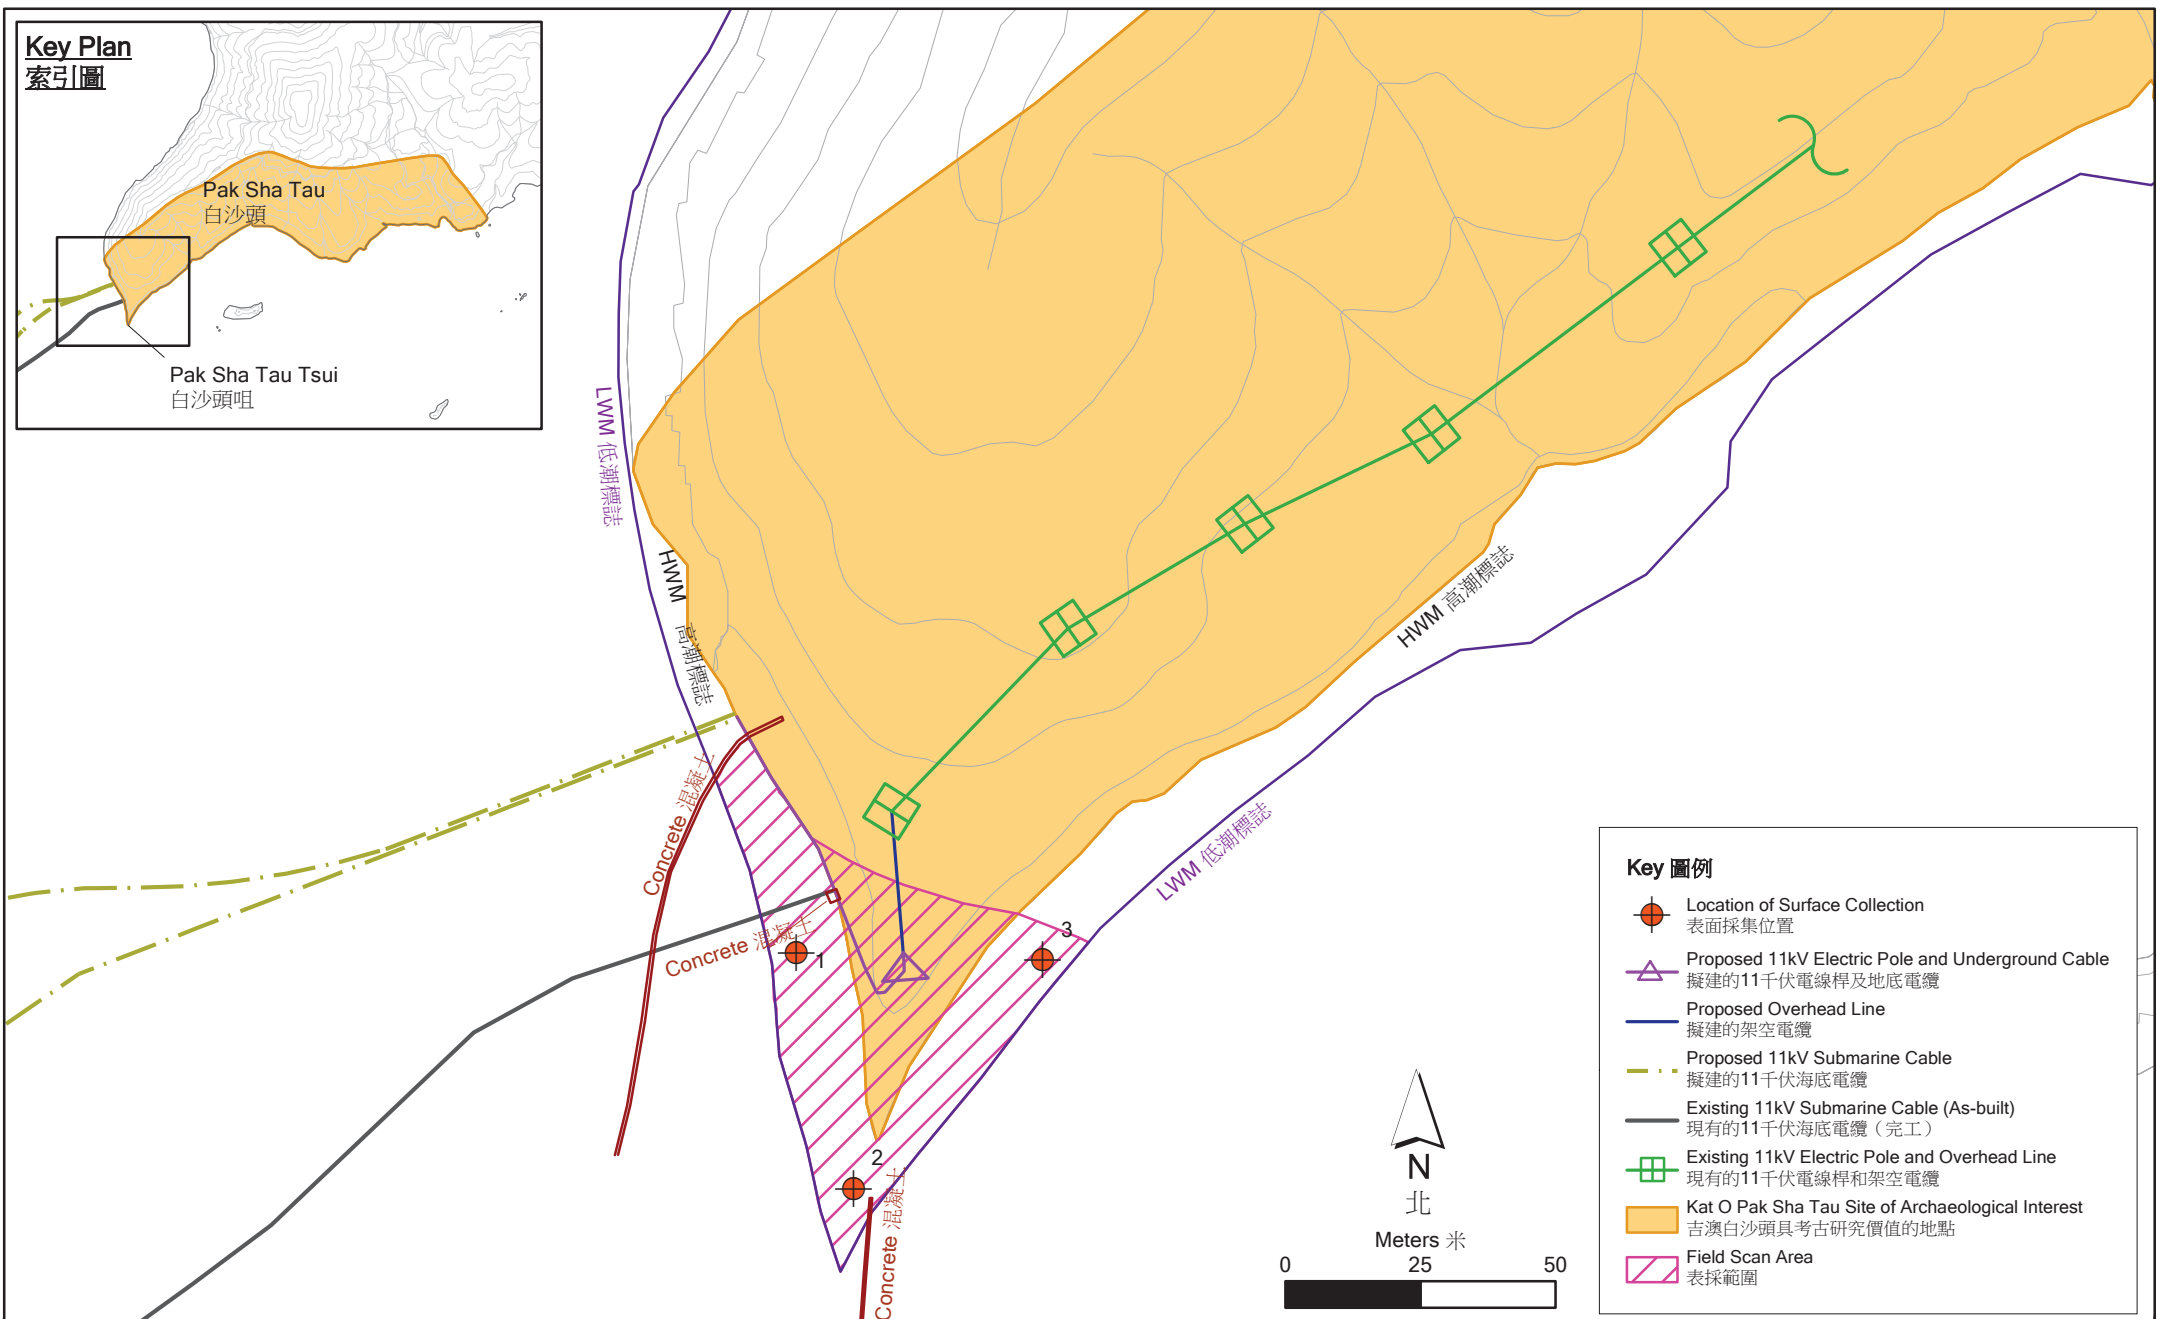 Key Plan
索引圖
Pak Sha Tau
白沙頭
Pak Sha Tau Tsui
白沙頭咀
LWM 低潮標誌
HWM 高潮標誌
HWM 高潮標誌
LWM 低潮標誌
Concrete 混凝土
Concrete 混凝土
Concrete 混凝土
1
2
3
N
北
Meters 米
0 25 50
Key 圖例
Location of Surface Collection
表面採集位置
Proposed 11kV Electric Pole and Underground Cable
擬建的11千伏電線桿及地底電纜
Proposed Overhead Line
擬建的架空電纜
Proposed 11kV Submarine Cable
擬建的11千伏海底電纜
Existing 11kV Submarine Cable (As-built)
現有的11千伏海底電纜（完工）
Existing 11kV Electric Pole and Overhead Line
現有的11千伏電線桿和架空電纜
Kat O Pak Sha Tau Site of Archaeological Interest
吉澳白沙頭具考古研究價值的地點
Field Scan Area
表採範圍